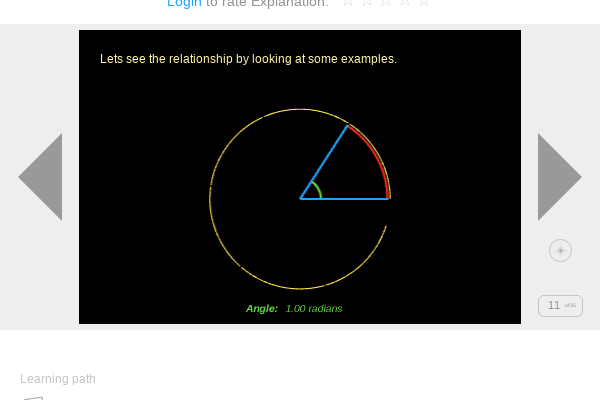 Login to rate Explanation:
Lets see the relationship by looking at some examples.
Angle: 1.00 radians
11 of 26
Learning path